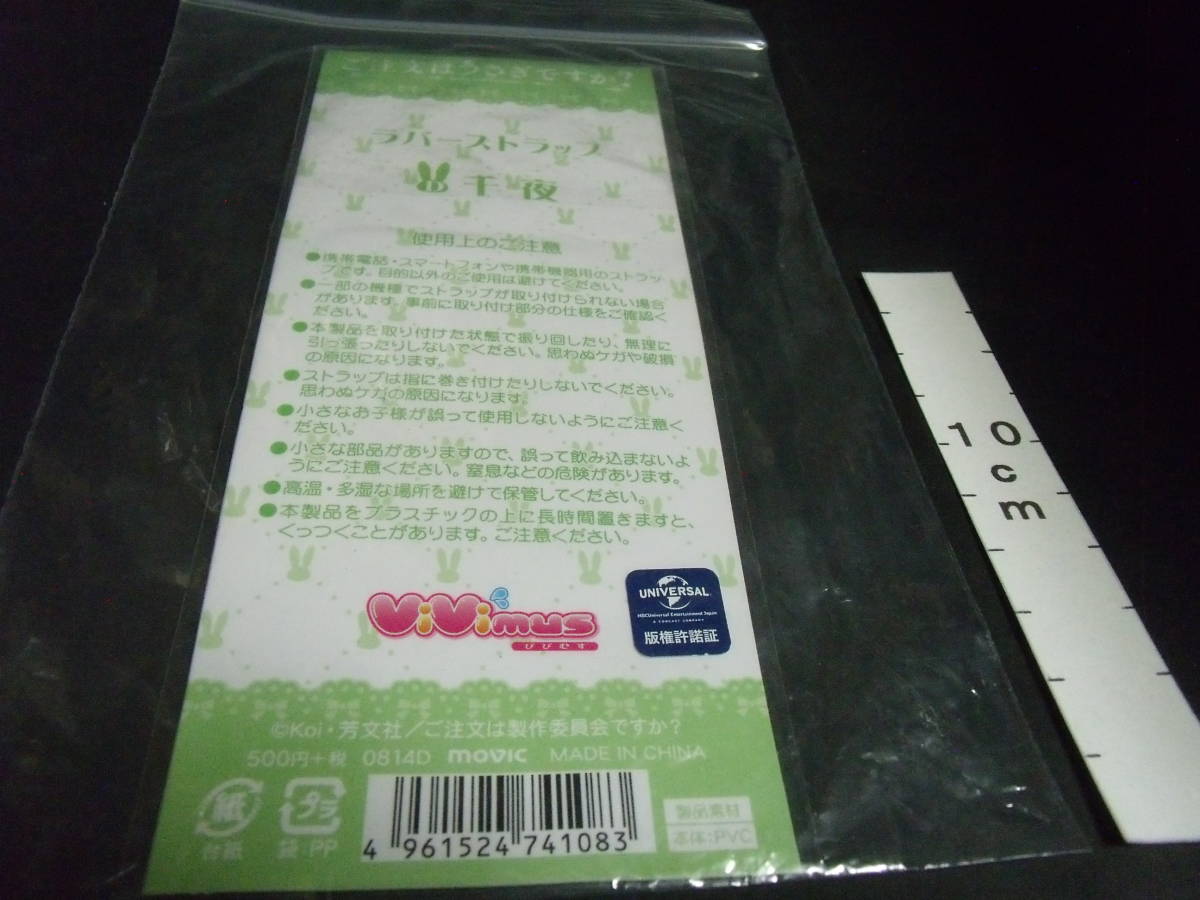 ご注文はうさぎですか?
ラバーストラップ
千夜
使用上のご注意
●携帯電話・スマートフォンや携帯機器用のストラッ
プです。目的以外のご使用は避けてください。
●一部の機種でストラップが取り付けられない場合
があります。事前に取り付け部分の仕様をご確認く
ださい。
●本製品を取り付けた状態で振り回したり、無理に
引っ張ったりしないでください。思わぬケガや破損
の原因になります。
●ストラップは指に巻き付けたりしないでください。
思わぬケガの原因になります。
●小さなお子様が誤って使用しないようにご注意く
ださい。
●小さな部品がありますので、誤って飲み込まないよ
うにご注意ください。窒息などの危険があります。
●高温・多湿な場所を避けて保管してください。
●本製品をプラスチックの上に長時間置きますと、
くっつくことがあります。ご注意ください。
ViVimus
びびむす
UNIVERSAL
NBCUniversal Entertainment Japan
A COMCAST COMPANY
版権許諾証
©Koi・芳文社/ご注文は製作委員会ですか?
500円+税 0814D movic MADE IN CHINA
紙
台紙
プラ
袋:PP
4 961524 741083
製品素材
本体:PVC
10
cm